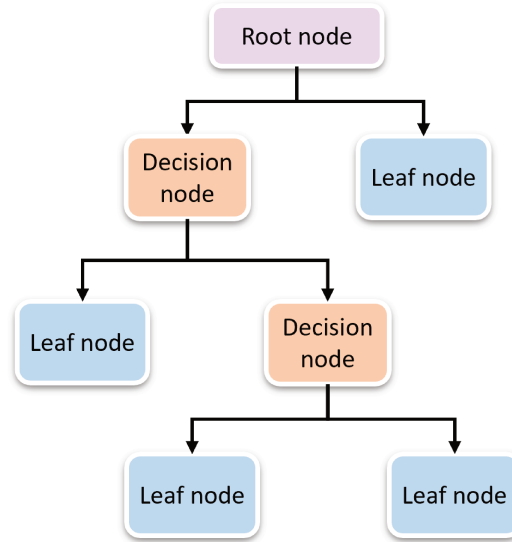 Root node
Decision
node
Leaf node
Leaf node
Decision
node
Leaf node
Leaf node